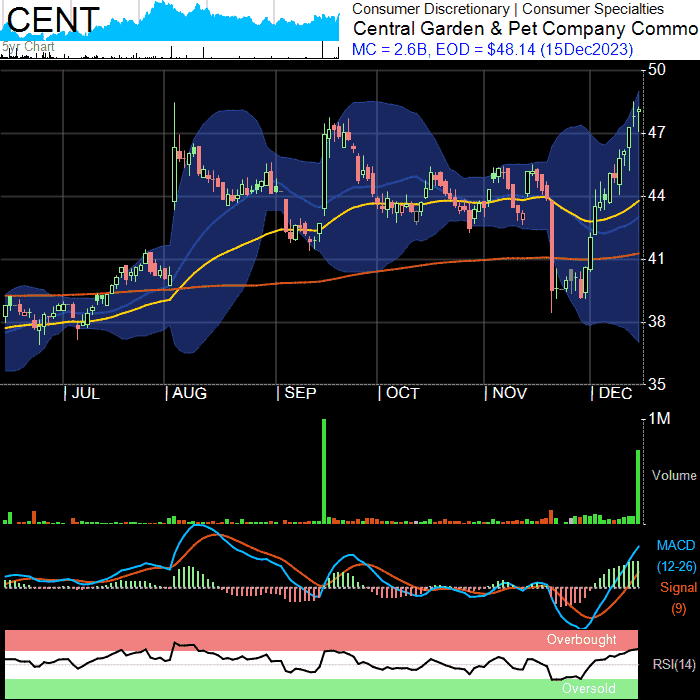 CENT
5yr Chart
Consumer Discretionary | Consumer Specialties
Central Garden & Pet Company Commo
MC = 2.6B, EOD = $48.14 (15Dec2023)
50
47
44
41
38
35
JUL AUG SEP OCT NOV DEC
1M
Volume
MACD
(12-26)
Signal
(9)
Overbought
RSI(14)
Oversold